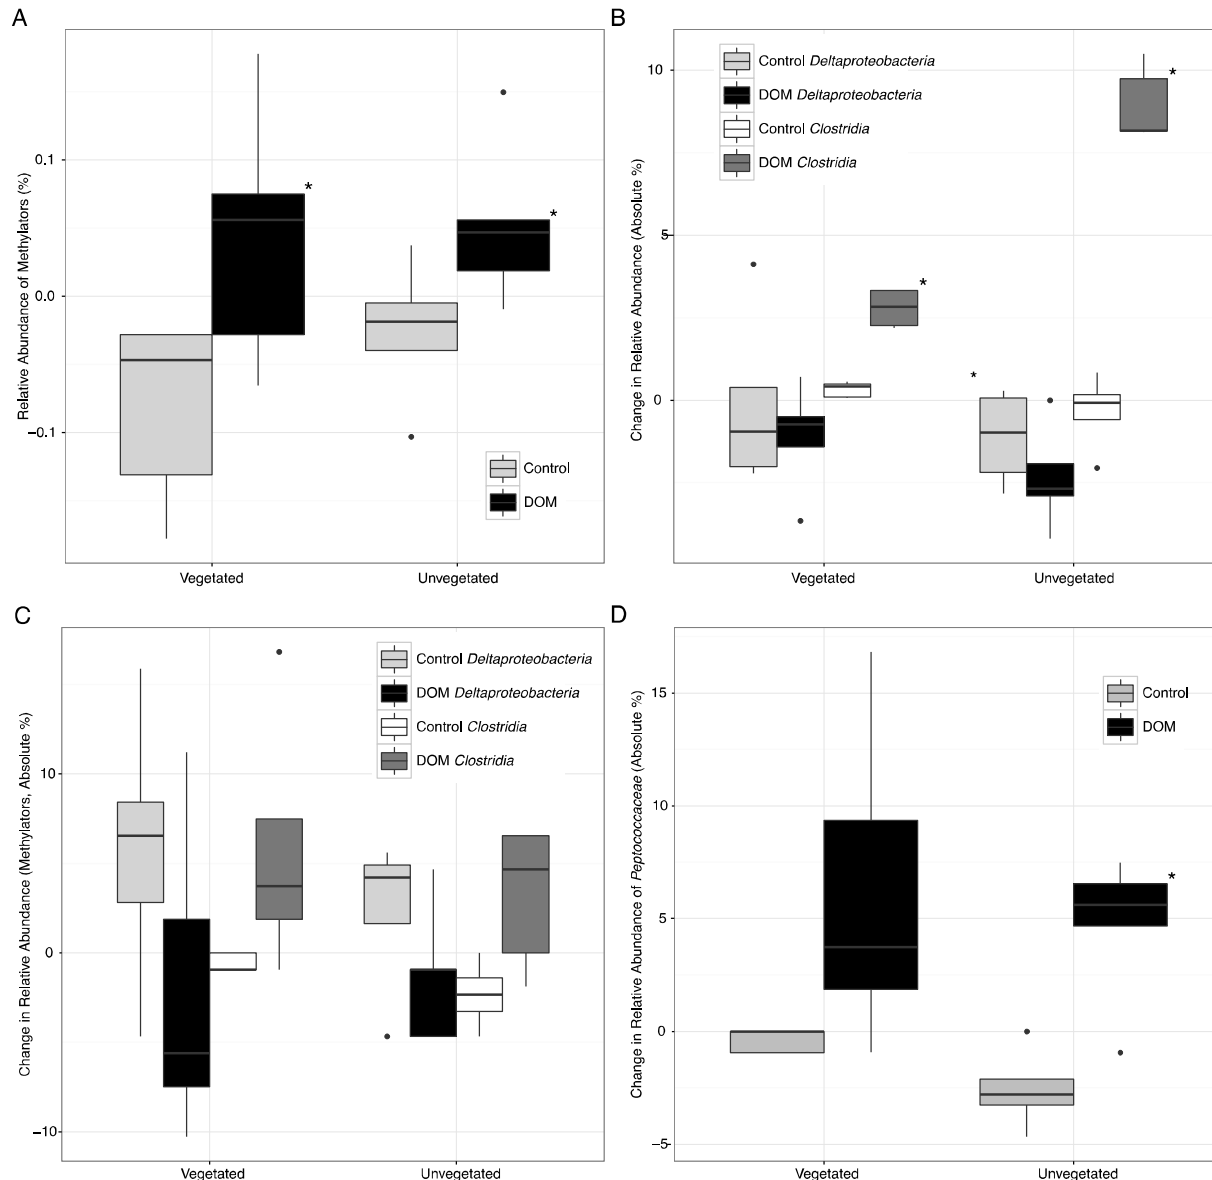 A
Relative Abundance of Methylators (%)
0.1
0.0
−0.1
*
*
Control
DOM
Vegetated
Unvegetated
B
Change in Relative Abundance (Absolute %)
10
5
0
Control Deltaproteobacteria
DOM Deltaproteobacteria
Control Clostridia
DOM Clostridia
*
*
*
Vegetated
Unvegetated
C
Change in Relative Abundance (Methylators, Absolute %)
10
0
−10
Control Deltaproteobacteria
DOM Deltaproteobacteria
Control Clostridia
DOM Clostridia
Vegetated
Unvegetated
D
Change in Relative Abundance of Peptococcaceae (Absolute %)
15
10
5
0
−5
Control
DOM
*
Vegetated
Unvegetated